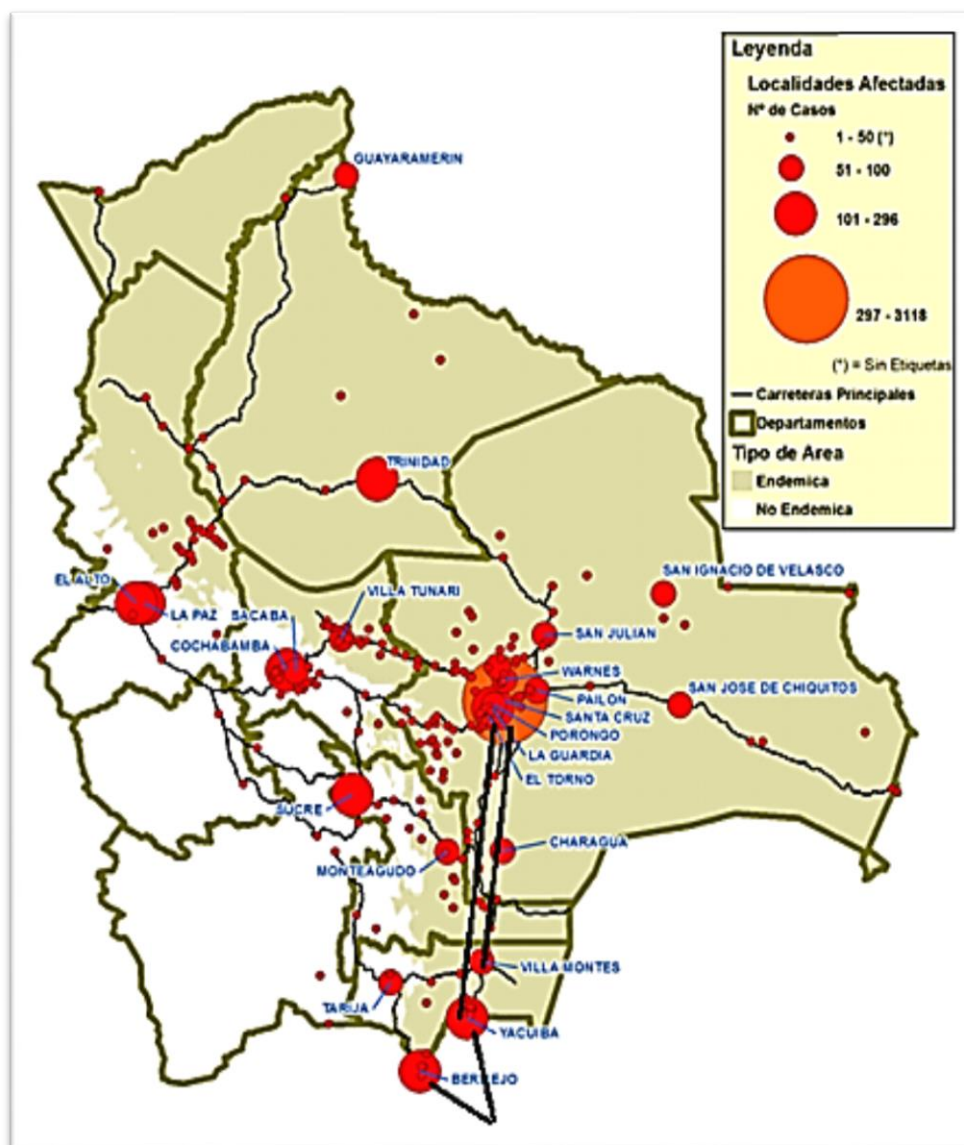 Leyenda
Localidades Afectadas
Nº de Casos
1 - 50 (*)
51 - 100
101 - 296
297 - 3118
(*) = Sin Etiquetas
Carreteras Principales
Departamentos
Tipo de Area
Endemica
No Endemica
GUAYARAMERIN
TRINIDAD
SAN IGNACIO DE VELASCO
EL ALTO
LA PAZ
SACABA
VILLA TUNARI
COCHABAMBA
SAN JULIAN
WARNES
PAILON
SAN JOSE DE CHIQUITOS
SANTA CRUZ
PORONGO
LA GUARDIA
EL TORNO
SUCRE
CHARAGUA
MONTEAGUDO
VILLA MONTES
TARIJA
YACUIBA
BERMEJO